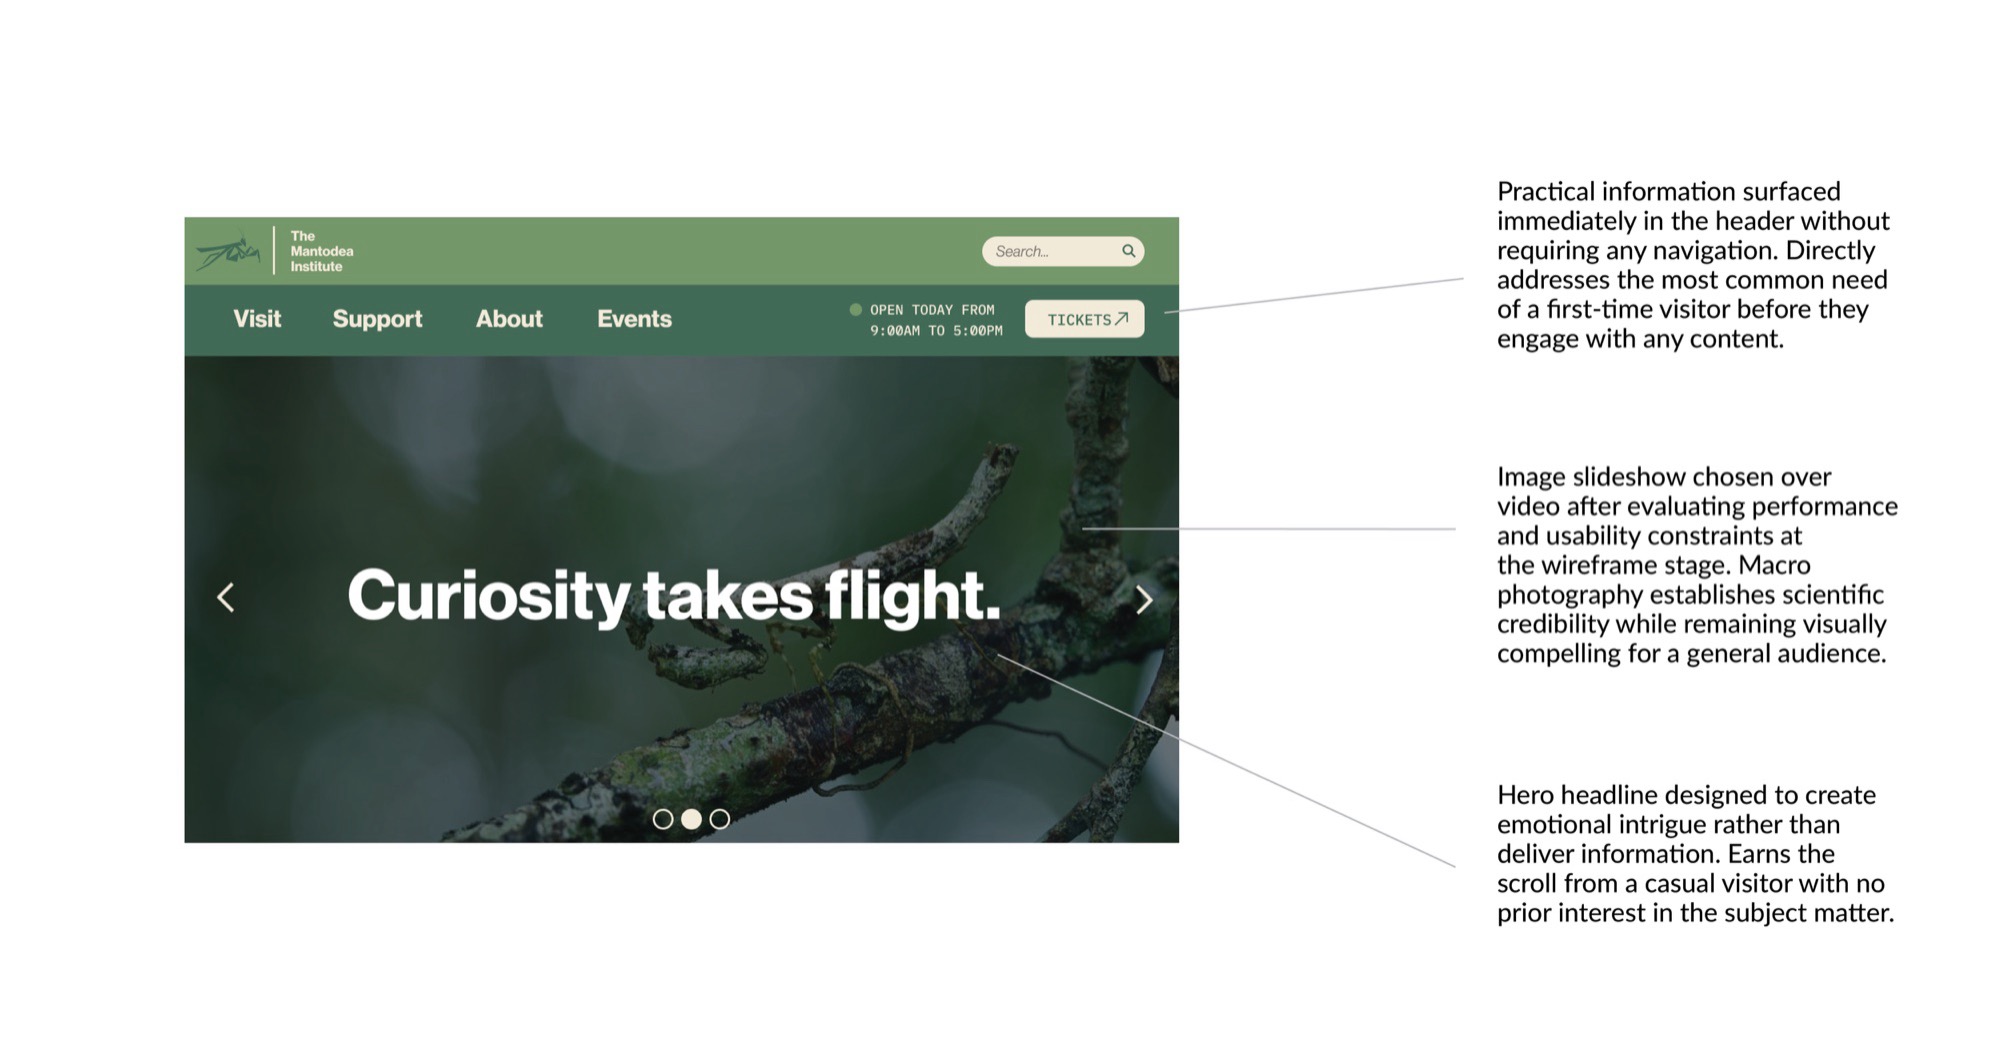 The
Mantodea
Institute
Search...
Visit Support About Events
OPEN TODAY FROM
9:00AM TO 5:00PM
TICKETS
Curiosity takes flight.
Practical information surfaced
immediately in the header without
requiring any navigation. Directly
addresses the most common need
of a first-time visitor before they
engage with any content.
Image slideshow chosen over
video after evaluating performance
and usability constraints at
the wireframe stage. Macro
photography establishes scientific
credibility while remaining visually
compelling for a general audience.
Hero headline designed to create
emotional intrigue rather than
deliver information. Earns the
scroll from a casual visitor with no
prior interest in the subject matter.